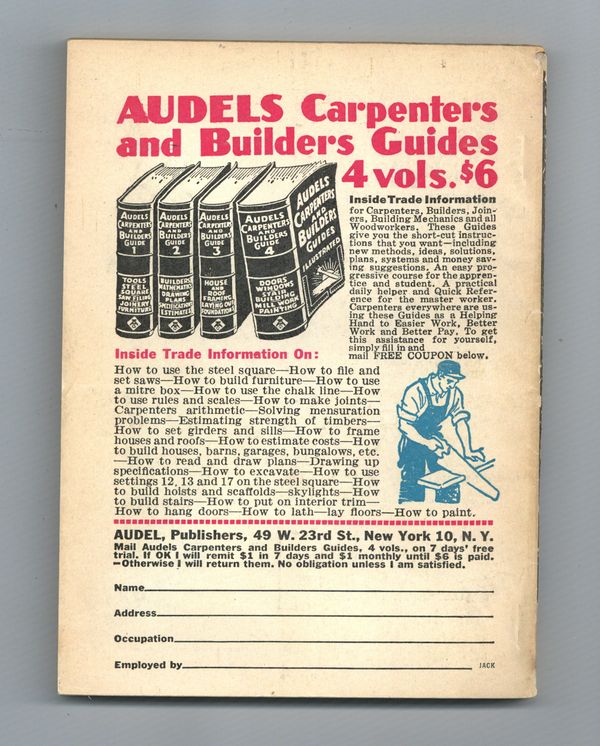 AUDELS Carpenters
and Builders Guides
4 vols. $6
AUDELS
CARPENTERS
AND
BUILDERS
GUIDE
1
TOOLS
STEEL
SQUARE
SAW FILING
JOINERY
FURNITURE
AUDELS
CARPENTERS
AND
BUILDERS
GUIDE
2
BUILDERS
MATHEMATICS
DRAWING
PLANS
SPECIFICATIONS
ESTIMATES
AUDELS
CARPENTERS
AND
BUILDERS
GUIDE
3
HOUSE
AND
ROOF
FRAMING
LAYING OUT
FOUNDATIONS
AUDELS
CARPENTERS
AND
BUILDERS
GUIDE
4
DOORS
WINDOWS
STAIR
BUILDING
MILL WORK
PAINTING
AUDELS
CARPENTERS
AND
BUILDERS
GUIDES
ILLUSTRATED
Inside Trade Information
for Carpenters, Builders, Join-
ers, Building Mechanics and all
Woodworkers. These Guides
give you the short-cut instruc-
tions that you want—including
new methods, ideas, solutions,
plans, systems and money sav-
ing suggestions. An easy pro-
gressive course for the appren-
tice and student. A practical
daily helper and Quick Refer-
ence for the master worker.
Carpenters everywhere are us-
ing these Guides as a Helping
Hand to Easier Work, Better
Work and Better Pay. To get
this assistance for yourself,
simply fill in and
mail FREE COUPON below.
Inside Trade Information On:
How to use the steel square—How to file and
set saws—How to build furniture—How to use
a mitre box—How to use the chalk line—How
to use rules and scales—How to make joints—
Carpenters arithmetic—Solving mensuration
problems—Estimating strength of timbers—
How to set girders and sills—How to frame
houses and roofs—How to estimate costs—How
to build houses, barns, garages, bungalows, etc.
—How to read and draw plans—Drawing up
specifications—How to excavate—How to use
settings 12, 13 and 17 on the steel square—How
to build hoists and scaffolds—skylights—How
to build stairs—How to put on interior trim—
How to hang doors—How to lath—lay floors—How to paint.
AUDEL, Publishers, 49 W. 23rd St., New York 10, N. Y.
Mail Audels Carpenters and Builders Guides, 4 vols., on 7 days' free
trial. If OK I will remit $1 in 7 days and $1 monthly until $6 is paid.
—Otherwise I will return them. No obligation unless I am satisfied.
Name
Address
Occupation
Employed by
JACK